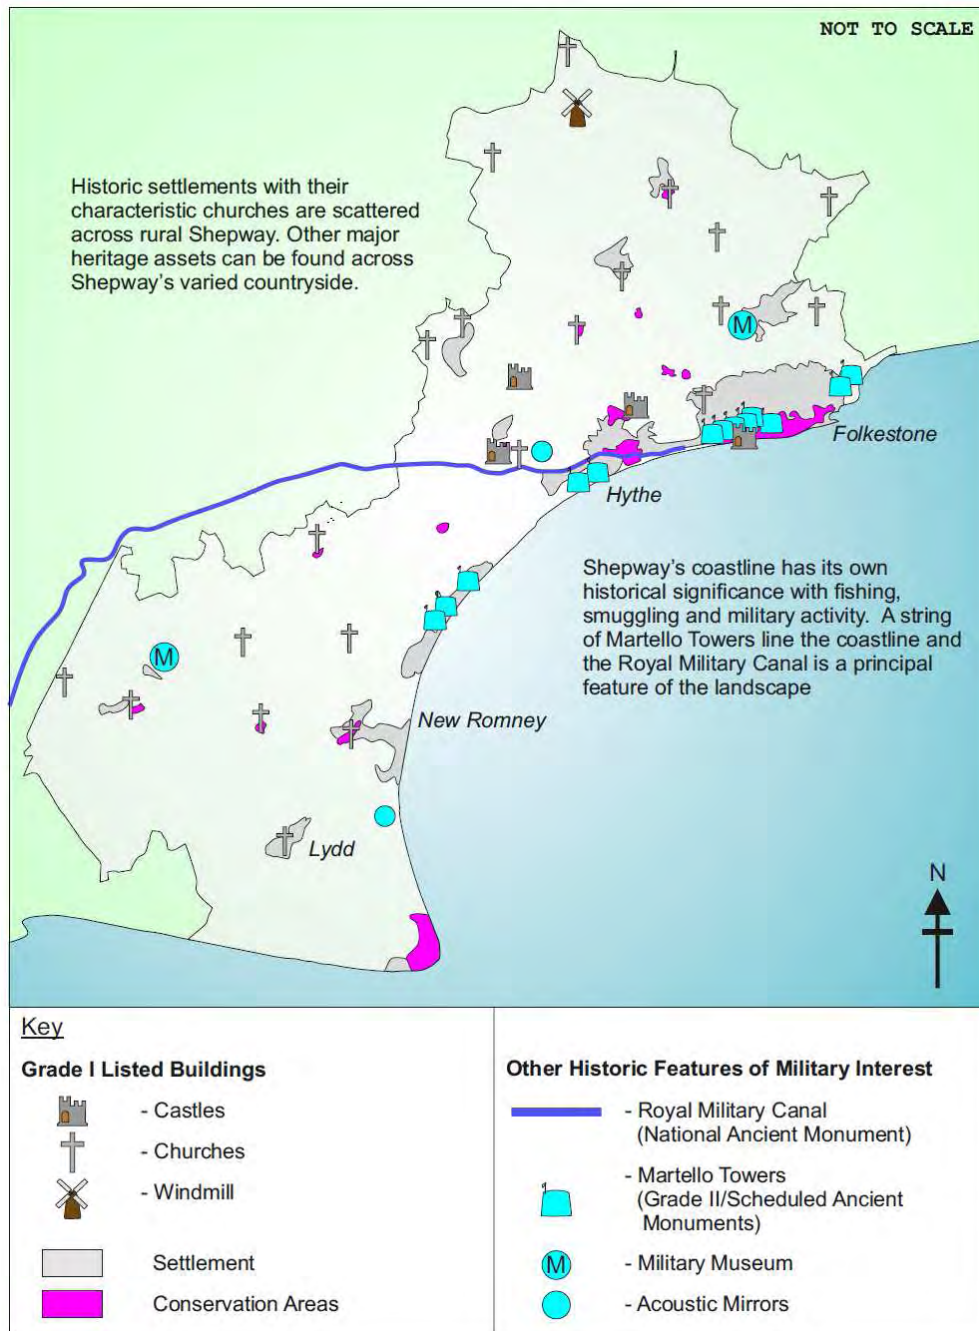 NOT TO SCALE
Historic settlements with their
characteristic churches are scattered
across rural Shepway. Other major
heritage assets can be found across
Shepway's varied countryside.
M
Folkestone
Hythe
Shepway's coastline has its own
historical significance with fishing,
smuggling and military activity. A string
of Martello Towers line the coastline and
the Royal Military Canal is a principal
feature of the landscape
M
New Romney
Lydd
N
Key
Grade I Listed Buildings
- Castles
- Churches
- Windmill
Settlement
Conservation Areas
Other Historic Features of Military Interest
- Royal Military Canal
(National Ancient Monument)
- Martello Towers
(Grade II/Scheduled Ancient
Monuments)
M - Military Museum
- Acoustic Mirrors